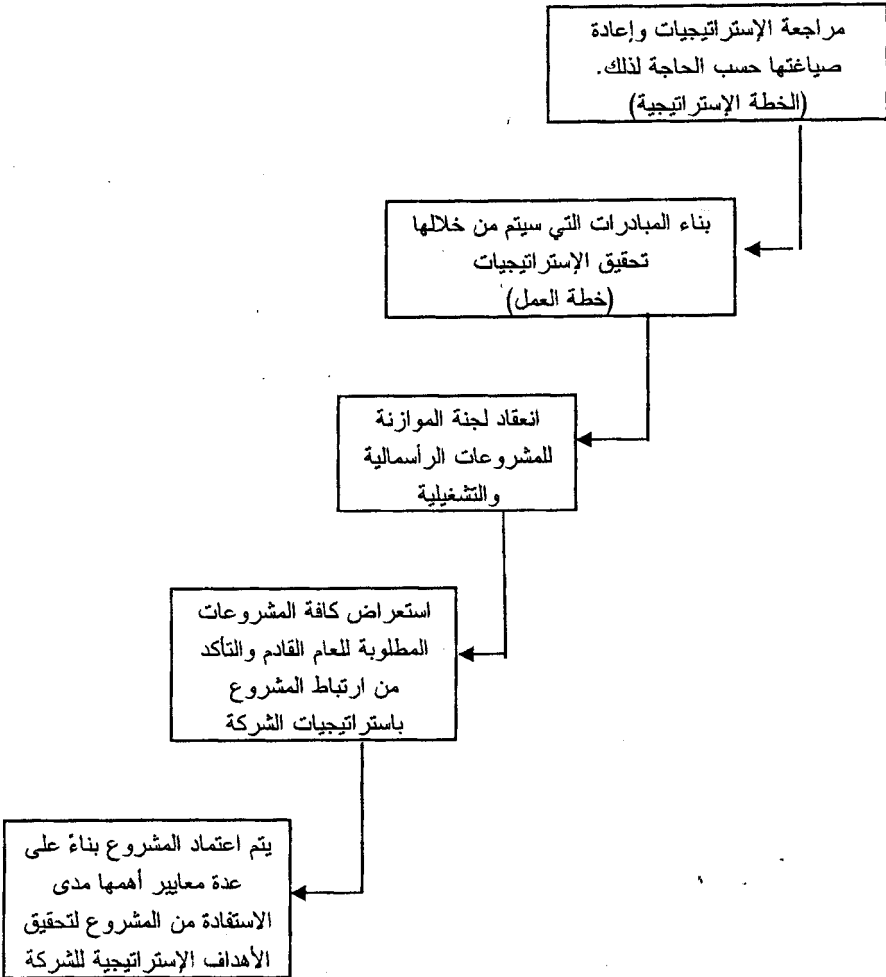 مراجعة الإستراتيجيات وإعادة
صياغتها حسب الحاجة لذلك.
(الخطة الإستراتيجية)
بناء المبادرات التي سيتم من خلالها
تحقيق الإستراتيجيات
(خطة العمل)
انعقاد لجنة الموازنة
للمشروعات الرأسمالية
والتشغيلية
استعراض كافة المشروعات
المطلوبة للعام القادم والتأكد
من ارتباط المشروع
باستراتيجيات الشركة
يتم اعتماد المشروع بناءً على
عدة معايير أهمها مدى
الاستفادة من المشروع لتحقيق
الأهداف الإستراتيجية للشركة